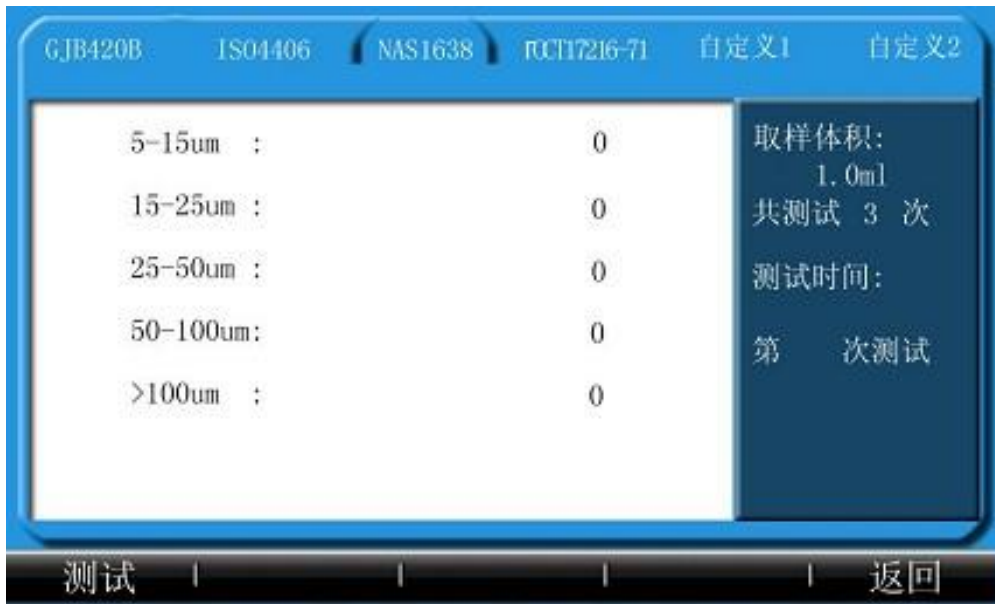 GJB420B ISO4406 NAS1638 ГОСТ17216-71 自定义1 自定义2
5-15um : 0
15-25um : 0
25-50um : 0
50-100um: 0
>100um : 0
取样体积:
1.0ml
共测试 3 次
测试时间:
第 次测试
测试 返回